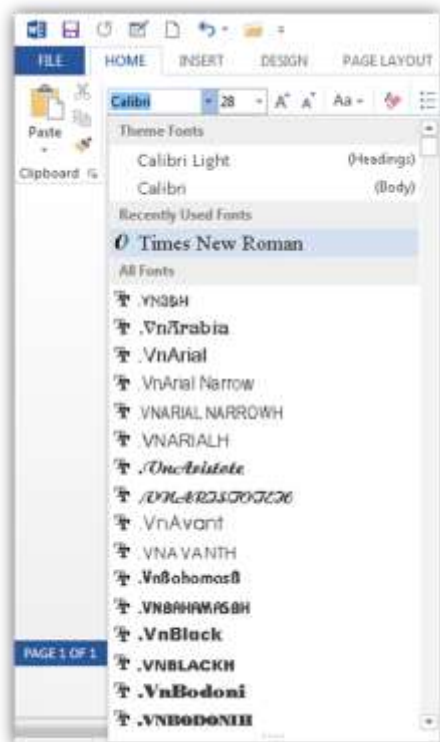 FILE HOME INSERT DESIGN PAGE LAYOUT
Calibri 28 A A Aa
Paste
Clipboard
Theme Fonts
Calibri Light (Headings)
Calibri (Body)
Recently Used Fonts
O Times New Roman
All Fonts
.VN3DH
.VnArabia
.VnArial
.VnArial Narrow
.VNARIAL NARROWH
.VNARIALH
.VnAristote
.VNARISTOTEH
.VnAvant
.VNAVANTH
.VnBahamasB
.VNBAHAMASBH
.VnBlack
.VNBLACKH
.VnBodoni
.VNBODONIH
PAGE 1 OF 1